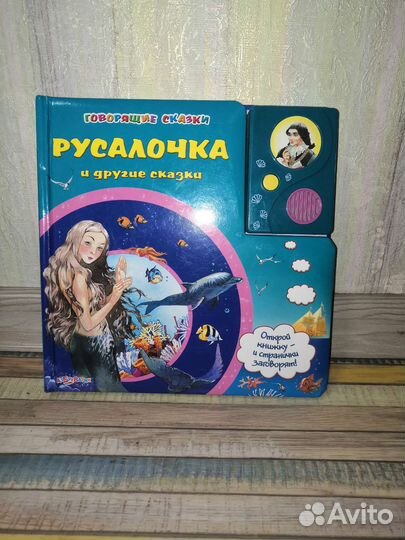 ГОВОРЯЩИЕ СКАЗКИ
РУСАЛОЧКА
и другие сказки
Открой
книжку –
и странички
заговорят!
Avito